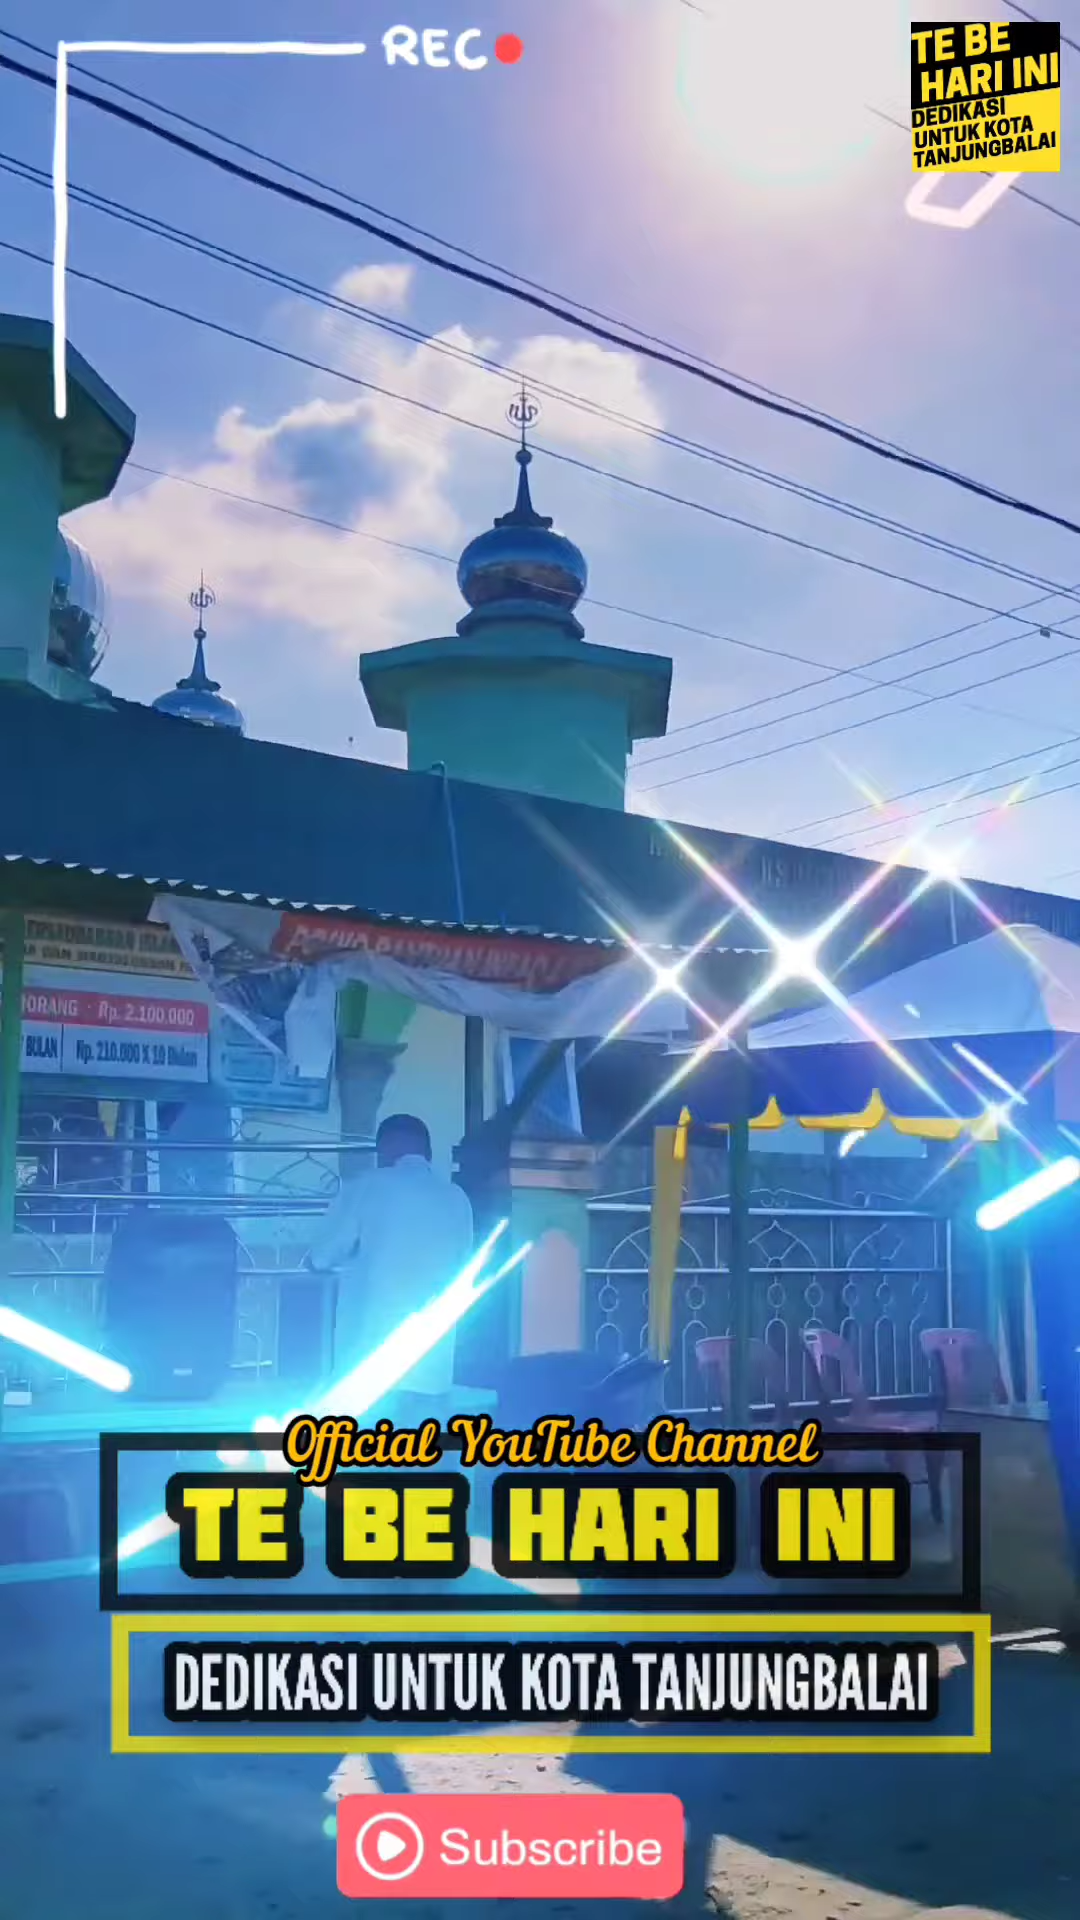 REC
TE BE
HARI INI
DEDIKASI
UNTUK KOTA
TANJUNGBALAI
ORANG · Rp. 2.100.000
BULAN Rp. 210.000 X 10 Bulan
Official YouTube Channel
TE BE HARI INI
DEDIKASI UNTUK KOTA TANJUNGBALAI
Subscribe